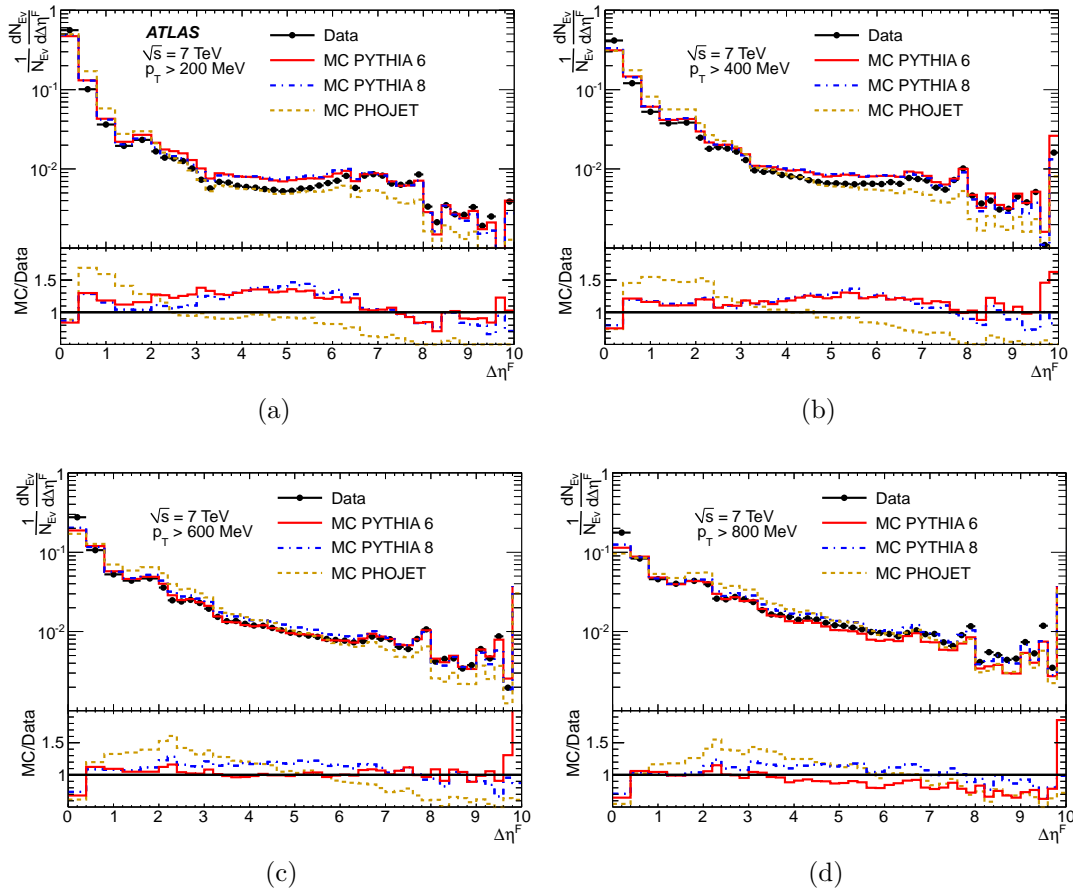 1/N_Ev dN_Ev/dΔη^F
1
10^-1
10^-2
ATLAS
√s = 7 TeV
p_T > 200 MeV
Data
MC PYTHIA 6
MC PYTHIA 8
MC PHOJET
MC/Data
1.5
1
0 1 2 3 4 5 6 7 8 9 10
Δη^F
(a)
1/N_Ev dN_Ev/dΔη^F
1
10^-1
10^-2
√s = 7 TeV
p_T > 400 MeV
Data
MC PYTHIA 6
MC PYTHIA 8
MC PHOJET
MC/Data
1.5
1
0 1 2 3 4 5 6 7 8 9 10
Δη^F
(b)
1/N_Ev dN_Ev/dΔη^F
1
10^-1
10^-2
√s = 7 TeV
p_T > 600 MeV
Data
MC PYTHIA 6
MC PYTHIA 8
MC PHOJET
MC/Data
1.5
1
0 1 2 3 4 5 6 7 8 9 10
Δη^F
(c)
1/N_Ev dN_Ev/dΔη^F
1
10^-1
10^-2
√s = 7 TeV
p_T > 800 MeV
Data
MC PYTHIA 6
MC PYTHIA 8
MC PHOJET
MC/Data
1.5
1
0 1 2 3 4 5 6 7 8 9 10
Δη^F
(d)